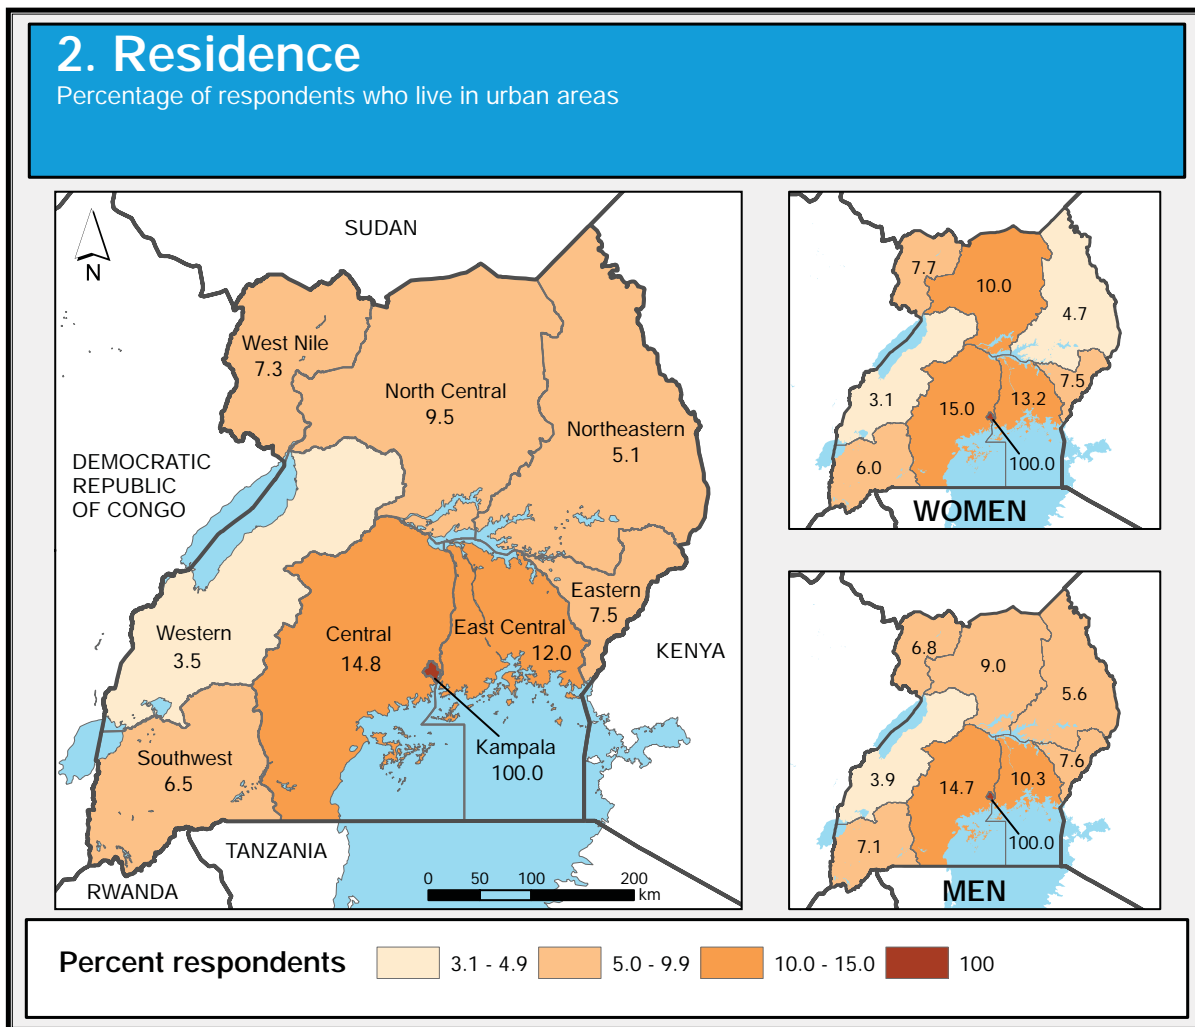 2. Residence
Percentage of respondents who live in urban areas
SUDAN
N
West Nile
7.3
North Central
9.5
Northeastern
5.1
DEMOCRATIC
REPUBLIC
OF CONGO
Eastern
7.5
Western
3.5
Central
14.8
East Central
12.0
KENYA
Southwest
6.5
Kampala
100.0
TANZANIA
RWANDA
0 50 100 200
km
7.7
10.0
4.7
7.5
3.1
15.0
13.2
6.0
100.0
WOMEN
6.8
9.0
5.6
7.6
3.9
14.7
10.3
7.1
100.0
MEN
Percent respondents
3.1 - 4.9
5.0 - 9.9
10.0 - 15.0
100